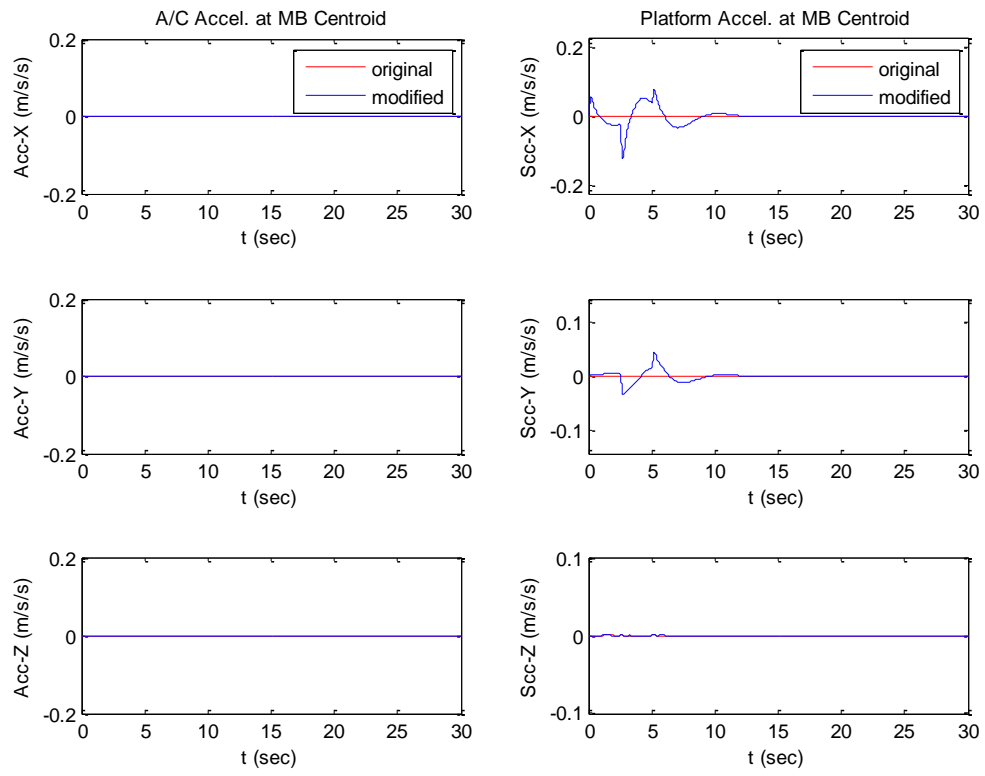 A/C Accel. at MB Centroid
0.2
0
-0.2
Acc-X (m/s/s)
original
modified
0 5 10 15 20 25 30
t (sec)
Platform Accel. at MB Centroid
0.2
0
-0.2
Scc-X (m/s/s)
original
modified
0 5 10 15 20 25 30
t (sec)
0.2
0
-0.2
Acc-Y (m/s/s)
0 5 10 15 20 25 30
t (sec)
0.1
0
-0.1
Scc-Y (m/s/s)
0 5 10 15 20 25 30
t (sec)
0.2
0
-0.2
Acc-Z (m/s/s)
0 5 10 15 20 25 30
t (sec)
0.1
0
-0.1
Scc-Z (m/s/s)
0 5 10 15 20 25 30
t (sec)